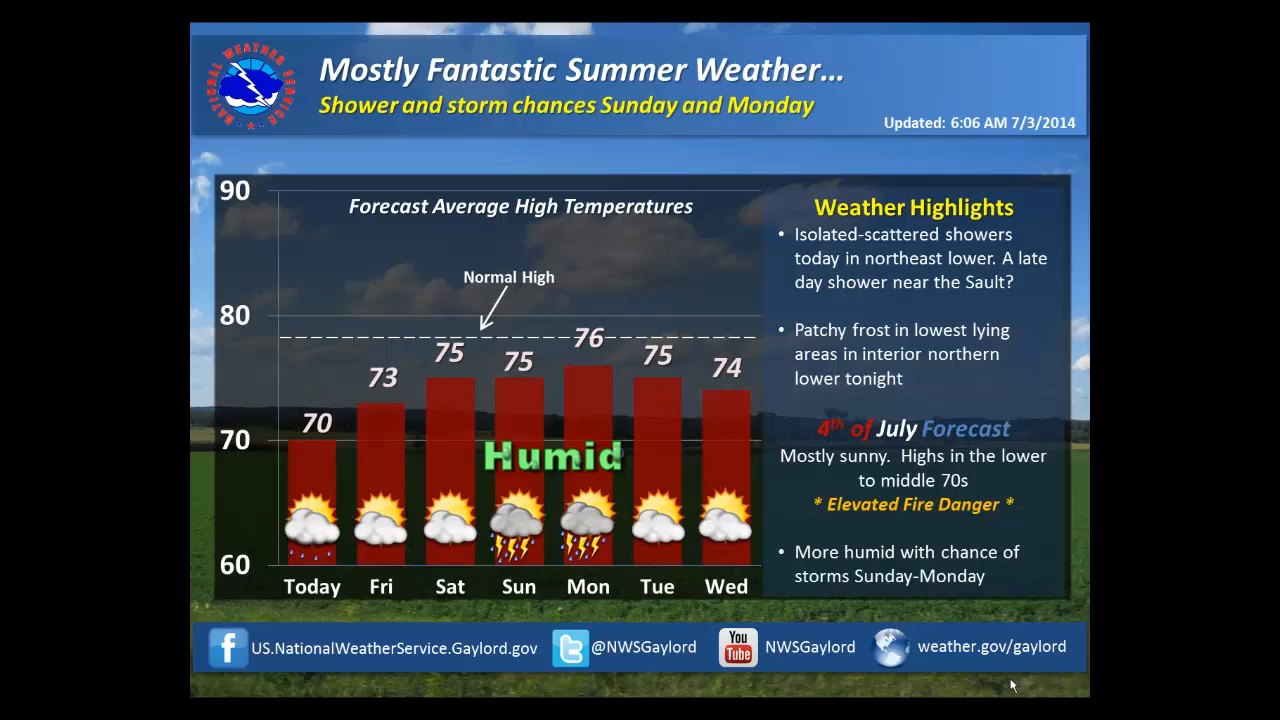 NATIONAL WEATHER SERVICE
Mostly Fantastic Summer Weather…
Shower and storm chances Sunday and Monday
Updated: 6:06 AM 7/3/2014
Forecast Average High Temperatures
Normal High
90
80
70
60
70
73
75
75
76
75
74
Humid
Today Fri Sat Sun Mon Tue Wed
Weather Highlights
• Isolated-scattered showers
today in northeast lower. A late
day shower near the Sault?
• Patchy frost in lowest lying
areas in interior northern
lower tonight
4th of July Forecast
Mostly sunny. Highs in the lower
to middle 70s
* Elevated Fire Danger *
• More humid with chance of
storms Sunday-Monday
f US.NationalWeatherService.Gaylord.gov t @NWSGaylord You Tube NWSGaylord weather.gov/gaylord